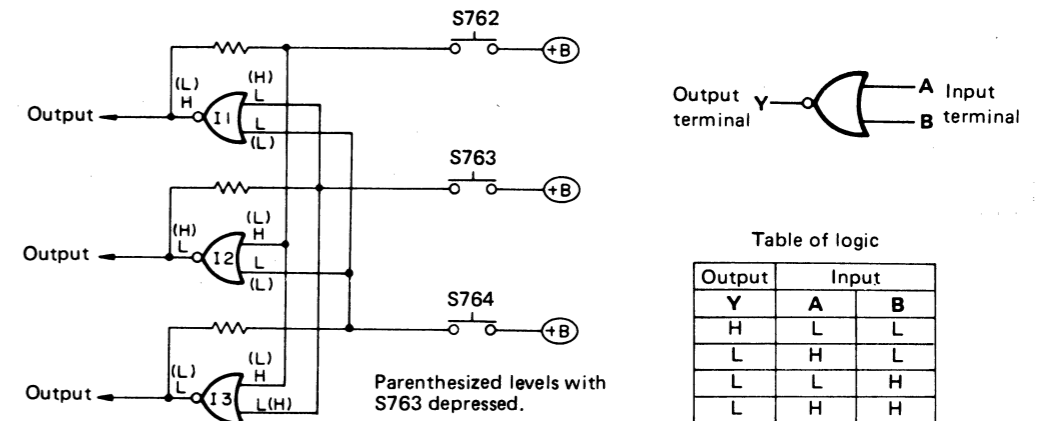 S762
+B
(L)
H
(H)
L
Output
I1
L
(L)
S763
+B
(H)
L
(L)
H
Output
I2
L
(L)
S764
+B
(L)
L
(L)
H
Output
I3
L(H)
Parenthesized levels with
S763 depressed.
Output
terminal
Y
A
B
Input
terminal
Table of logic
Output Input
Y A B
H L L
L H L
L L H
L H H